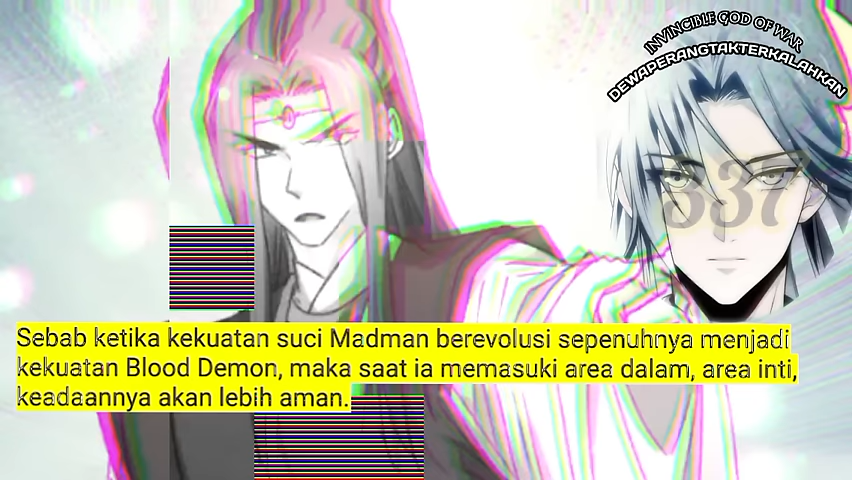 INVINCIBLE GOD OF WAR
DEWAPERANGTAKTERKALAHKAN
337
Sebab ketika kekuatan suci Madman berevolusi sepenuhnya menjadi
kekuatan Blood Demon, maka saat ia memasuki area dalam, area inti,
keadaannya akan lebih aman.